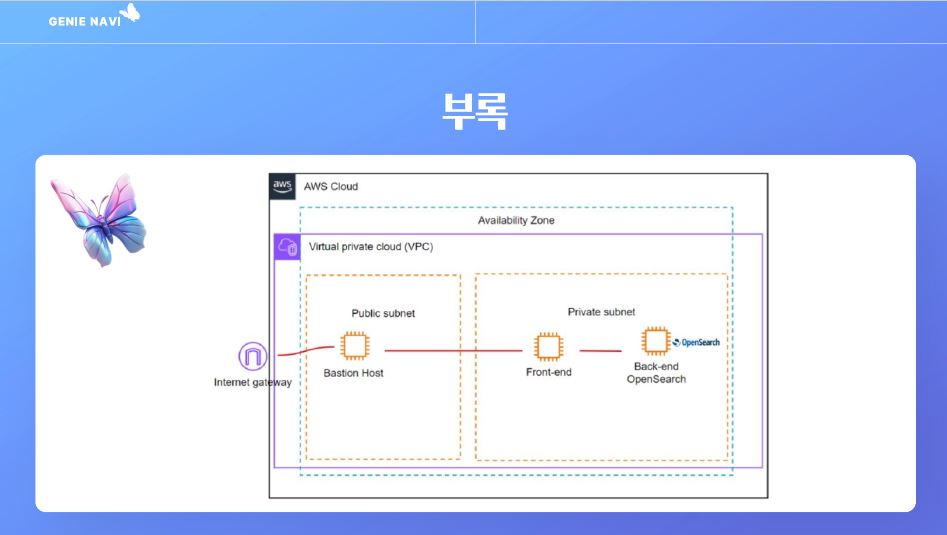 GENIE NAVI
부록
aws
AWS Cloud
Availability Zone
Virtual private cloud (VPC)
Public subnet
Private subnet
OpenSearch
Bastion Host
Front-end
Back-end
OpenSearch
Internet gateway